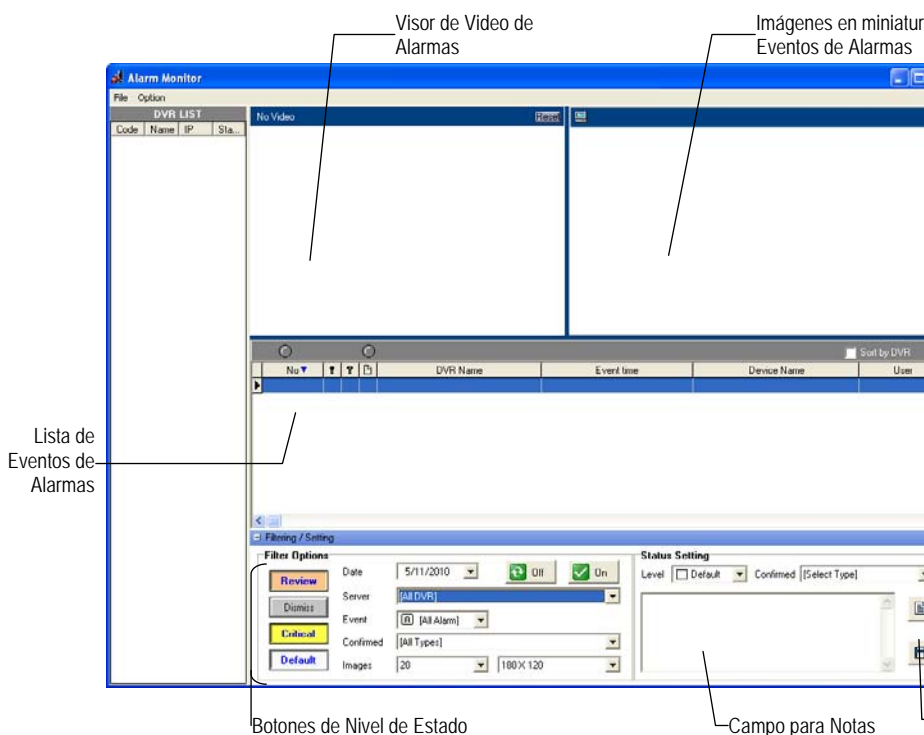 Visor de Video de
Alarmas
Imágenes en miniatur
Eventos de Alarmas
Alarm Monitor
File Option
DVR LIST
Code Name IP Sta...
No Video
Reset
Sort by DVR
No DVR Name Event time Device Name User
Lista de
Eventos de
Alarmas
Filtering / Setting
Filter Options
Review
Dismiss
Critical
Default
Date 5/11/2010 Off On
Server [All DVR]
Event [All Alarm]
Confirmed [All Types]
Images 20 180 X 120
Status Setting
Level Default Confirmed [Select Type]
Botones de Nivel de Estado
Campo para Notas